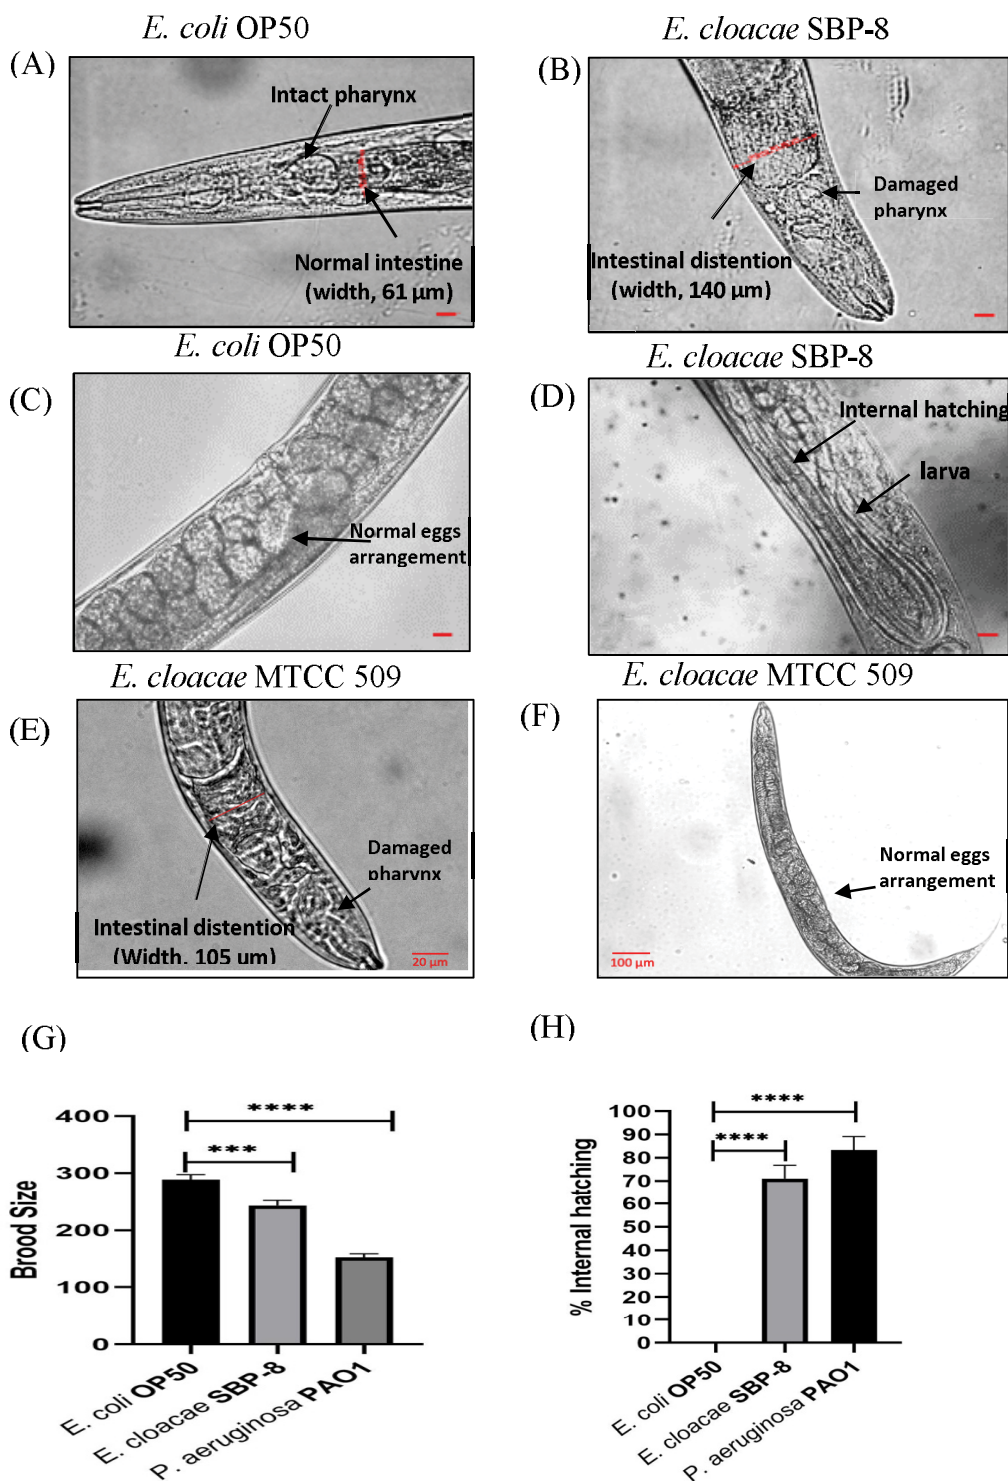 E. coli OP50
E. cloacae SBP-8
(A)
Intact pharynx
Normal intestine
(width, 61 µm)
(B)
Damaged
pharynx
Intestinal distention
(width, 140 µm)
E. coli OP50
E. cloacae SBP-8
(C)
Normal eggs
arrangement
(D)
Internal hatching
larva
E. cloacae MTCC 509
E. cloacae MTCC 509
(E)
Damaged
pharynx
Intestinal distention
(Width, 105 um)
20 µm
(F)
Normal eggs
arrangement
100 µm
(G)
****
***
Brood Size
400
300
200
100
0
E. coli OP50
E. cloacae SBP-8
P. aeruginosa PAO1
(H)
****
****
% Internal hatching
100
90
80
70
60
50
40
30
20
10
0
E. coli OP50
E. cloacae SBP-8
P. aeruginosa PAO1